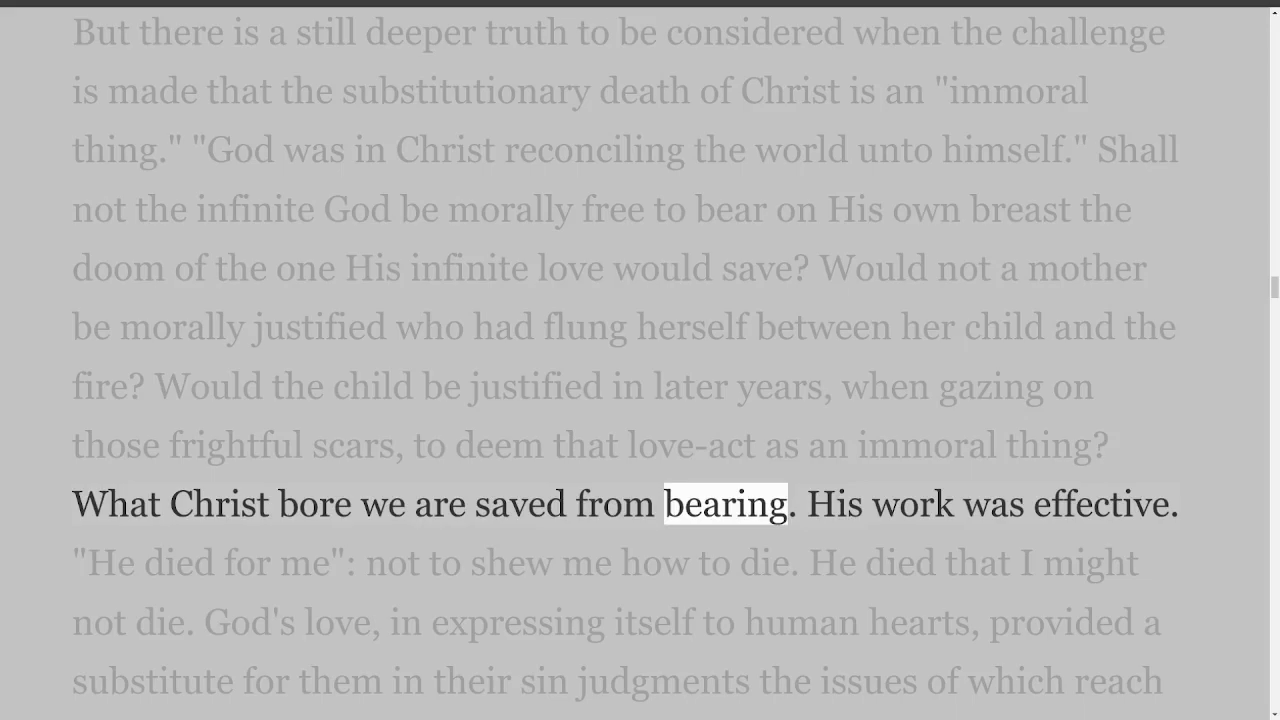 But there is a still deeper truth to be considered when the challenge
is made that the substitutionary death of Christ is an "immoral
thing." "God was in Christ reconciling the world unto himself." Shall
not the infinite God be morally free to bear on His own breast the
doom of the one His infinite love would save? Would not a mother
be morally justified who had flung herself between her child and the
fire? Would the child be justified in later years, when gazing on
those frightful scars, to deem that love-act as an immoral thing?
What Christ bore we are saved from bearing. His work was effective.
"He died for me": not to shew me how to die. He died that I might
not die. God's love, in expressing itself to human hearts, provided a
substitute for them in their sin judgments the issues of which reach